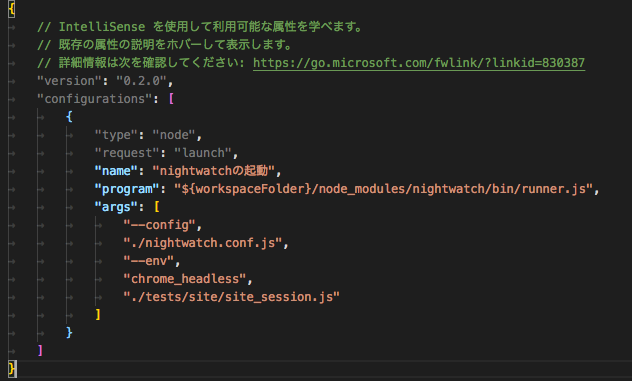 {
// IntelliSense を使用して利用可能な属性を学べます。
// 既存の属性の説明をホバーして表示します。
// 詳細情報は次を確認してください: https://go.microsoft.com/fwlink/?linkid=830387
"version": "0.2.0",
"configurations": [
{
"type": "node",
"request": "launch",
"name": "nightwatchの起動",
"program": "${workspaceFolder}/node_modules/nightwatch/bin/runner.js",
"args": [
"--config",
"./nightwatch.conf.js",
"--env",
"chrome_headless",
"./tests/site/site_session.js"
]
}
]
}